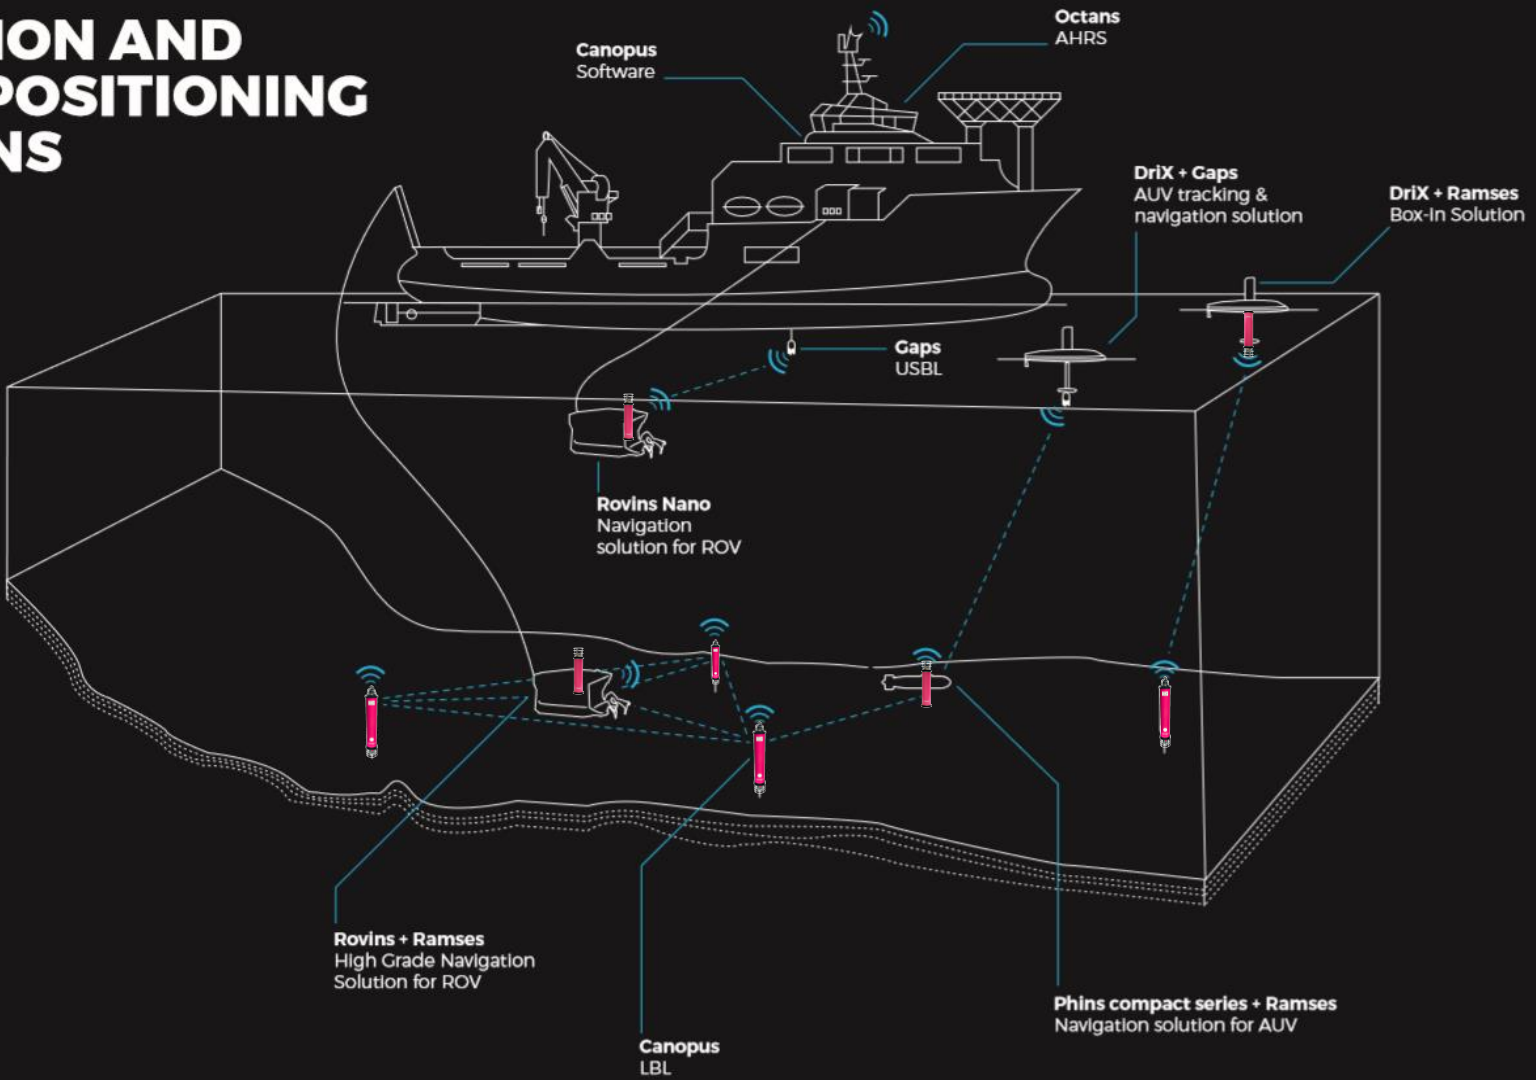 ION AND
POSITIONING
NS
Canopus
Software
Octans
AHRS
DriX + Gaps
AUV tracking &
navigation solution
DriX + Ramses
Box-in Solution
Gaps
USBL
Rovins Nano
Navigation
solution for ROV
Rovins + Ramses
High Grade Navigation
Solution for ROV
Canopus
LBL
Phins compact series + Ramses
Navigation solution for AUV